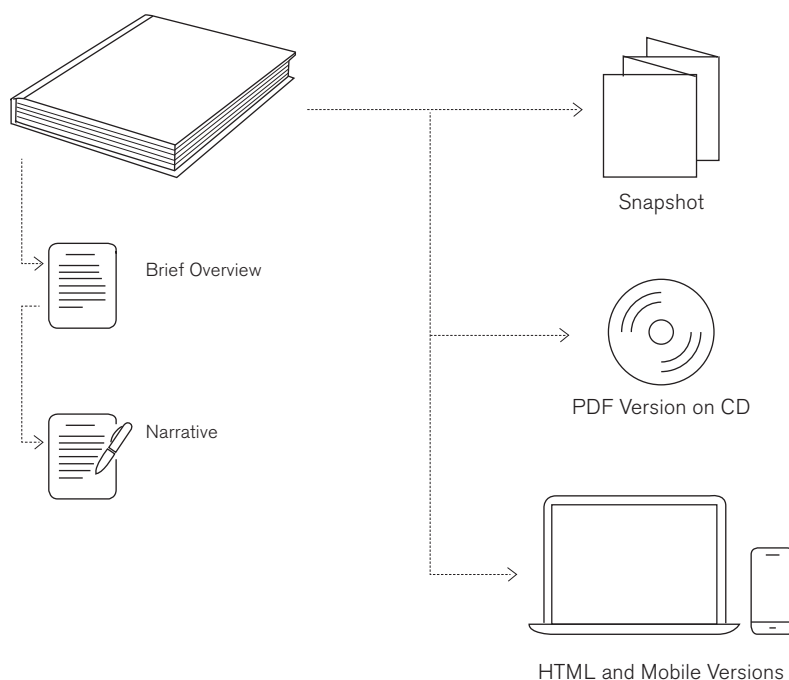 Snapshot
Brief Overview
PDF Version on CD
Narrative
HTML and Mobile Versions